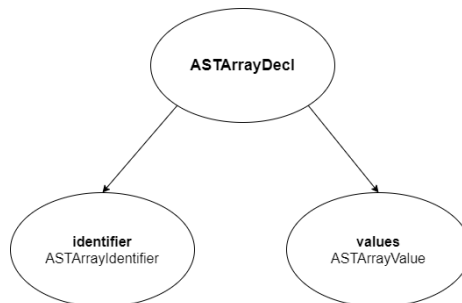 ASTArrayDecl
identifier
ASTArrayIdentifier
values
ASTArrayValue